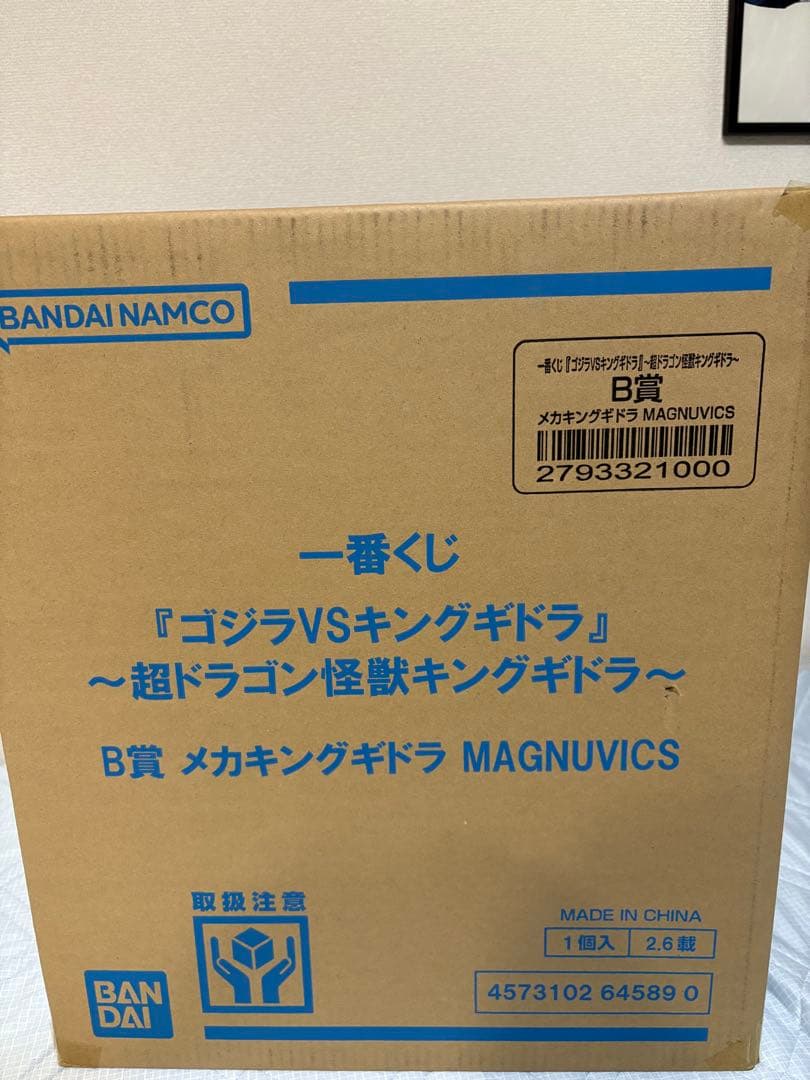 BANDAI NAMCO
一番くじ『ゴジラVSキングギドラ』~超ドラゴン怪獣キングギドラ~
B賞
メカキングギドラ MAGNUVICS
2793321000
一番くじ
『ゴジラVSキングギドラ』
~超ドラゴン怪獣キングギドラ~
B賞 メカキングギドラ MAGNUVICS
取扱注意
MADE IN CHINA
1個入 2.6載
BAN
DAI
4573102 64589 0